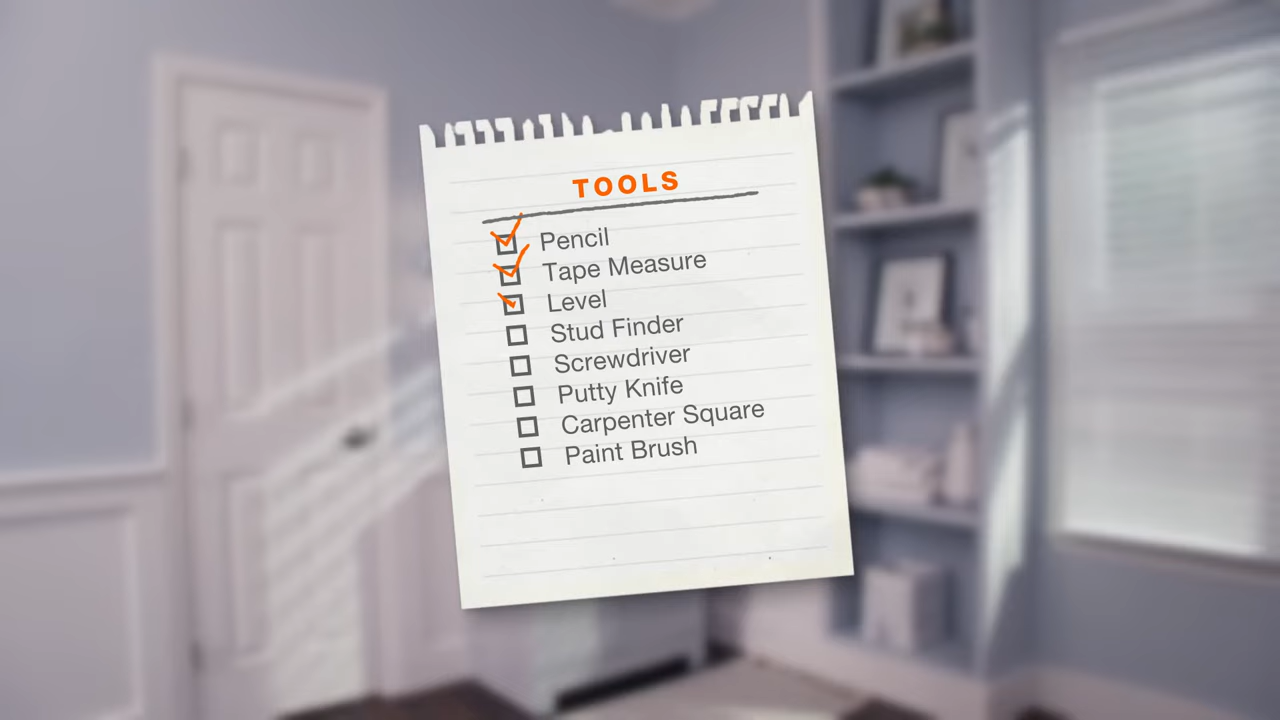 TOOLS
Pencil
Tape Measure
Level
Stud Finder
Screwdriver
Putty Knife
Carpenter Square
Paint Brush